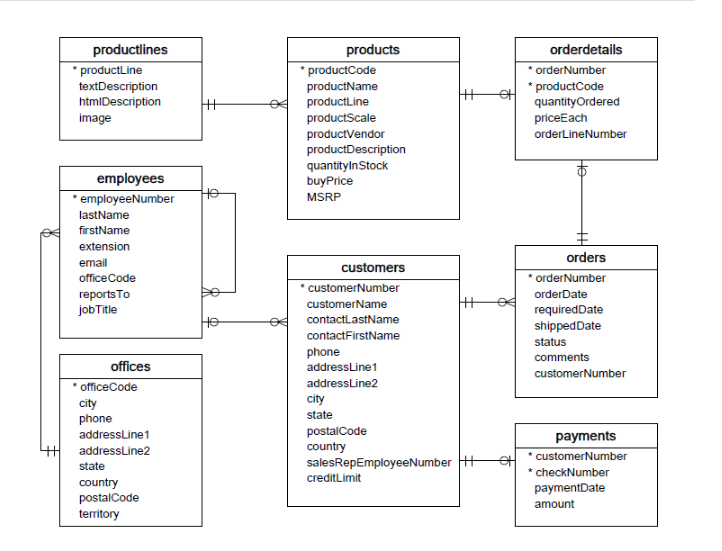 productlines
* productLine
textDescription
htmlDescription
image
products
* productCode
productName
productLine
productScale
productVendor
productDescription
quantityInStock
buyPrice
MSRP
orderdetails
* orderNumber
* productCode
quantityOrdered
priceEach
orderLineNumber
employees
* employeeNumber
lastName
firstName
extension
email
officeCode
reportsTo
jobTitle
customers
* customerNumber
customerName
contactLastName
contactFirstName
phone
addressLine1
addressLine2
city
state
postalCode
country
salesRepEmployeeNumber
creditLimit
orders
* orderNumber
orderDate
requiredDate
shippedDate
status
comments
customerNumber
offices
* officeCode
city
phone
addressLine1
addressLine2
state
country
postalCode
territory
payments
* customerNumber
* checkNumber
paymentDate
amount